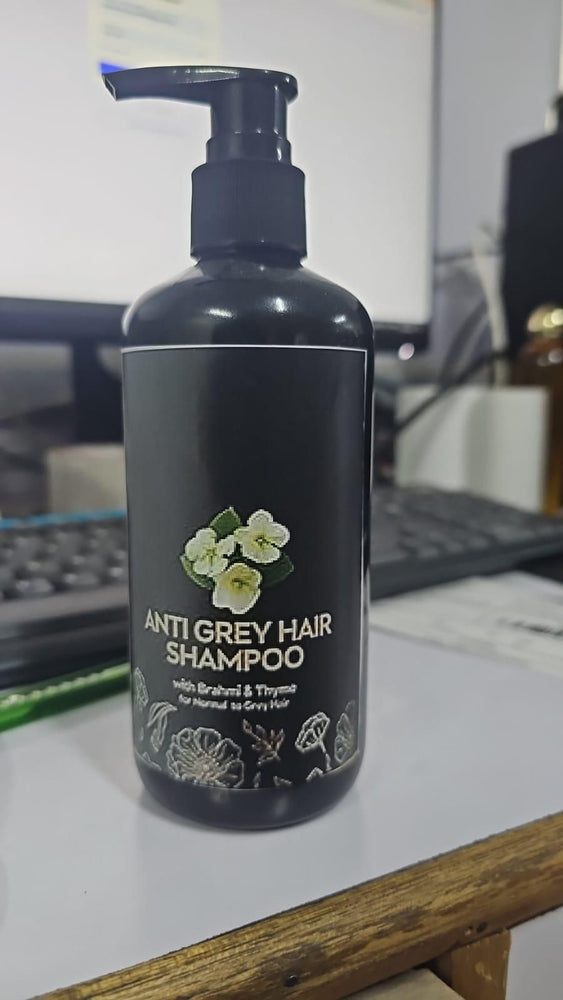 ANTI GREY HAIR
SHAMPOO
with Brahmi & Thyme
for Normal to Grey Hair